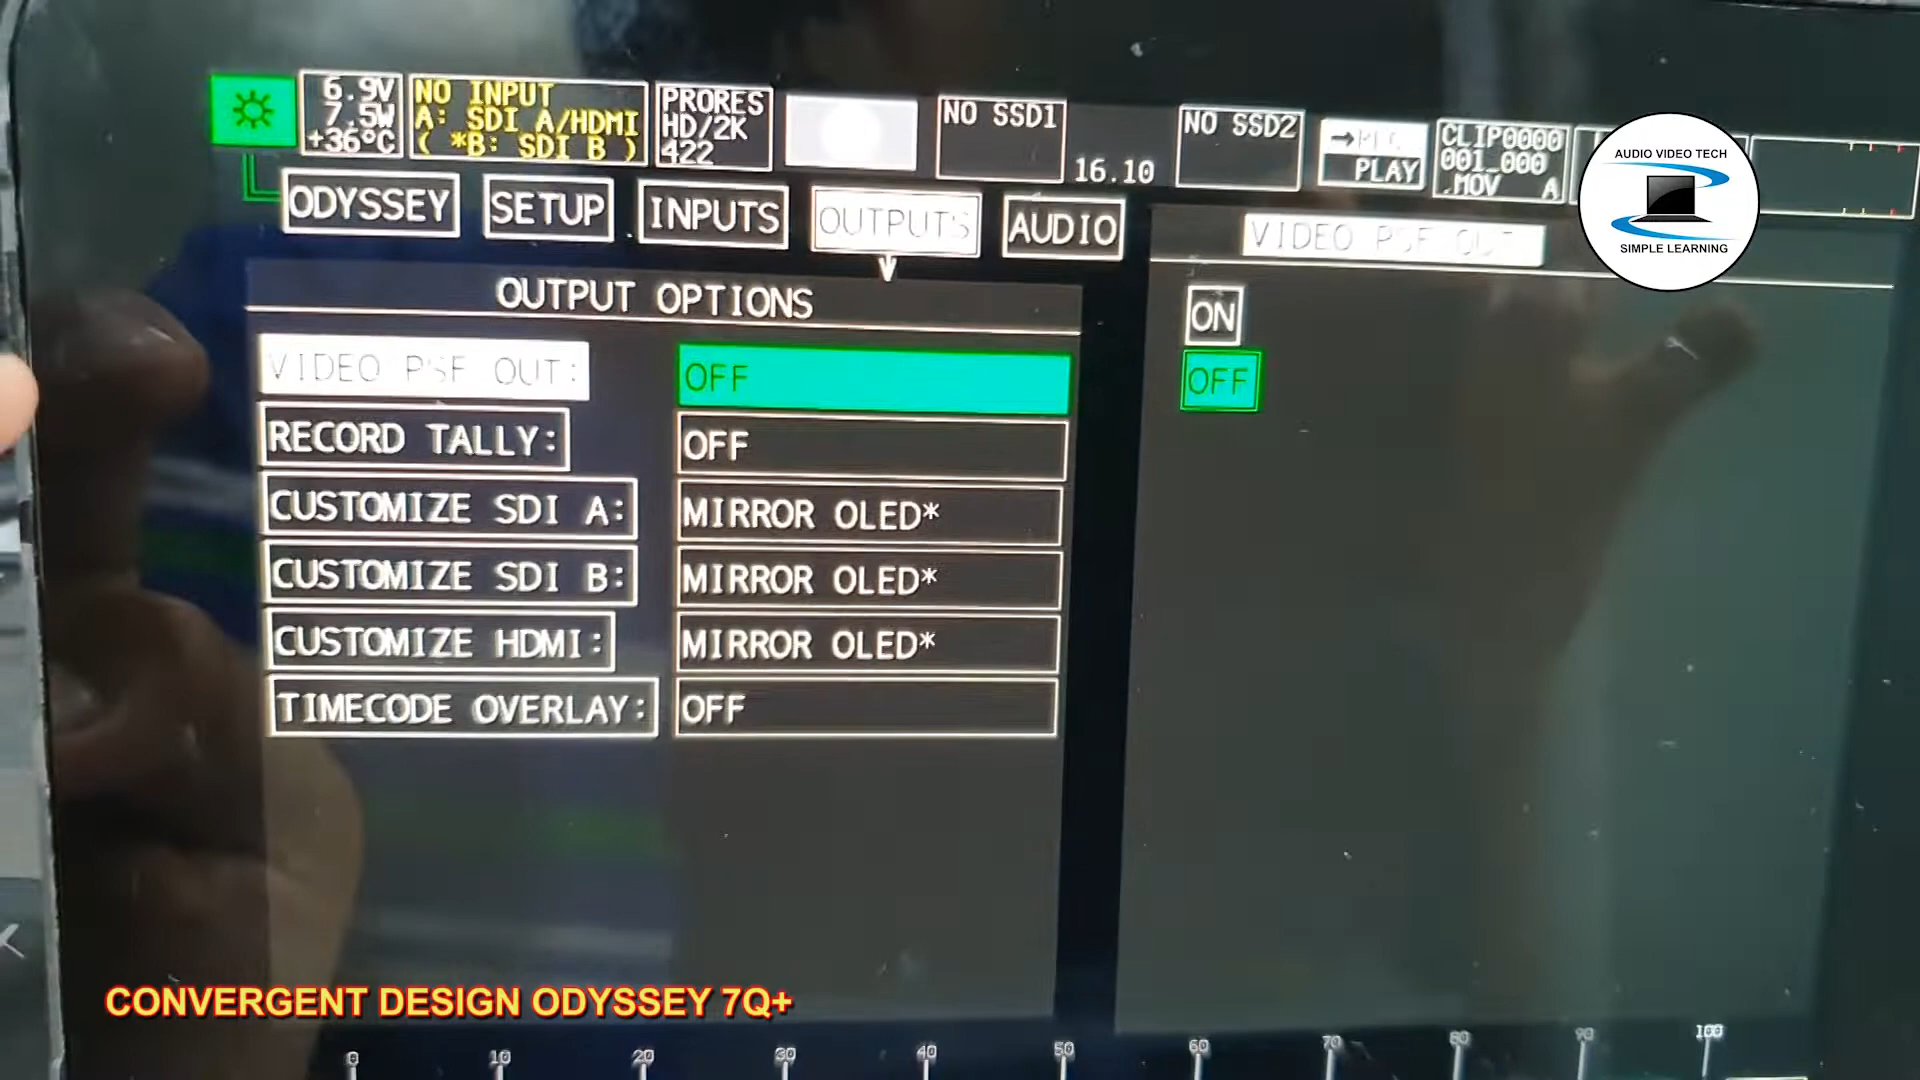 6.9V
7.5W
+36°C
NO INPUT
A: SDI A/HDMI
( *B: SDI B )
PRORES
HD/2K
422
NO SSD1
16.10
NO SSD2
PLAY
CLIP0000
001_000
.MOV A
AUDIO VIDEO TECH
SIMPLE LEARNING
ODYSSEY SETUP INPUTS OUTPUTS AUDIO
VIDEO PSF OUT
OUTPUT OPTIONS
VIDEO PSF OUT: OFF
RECORD TALLY: OFF
CUSTOMIZE SDI A: MIRROR OLED*
CUSTOMIZE SDI B: MIRROR OLED*
CUSTOMIZE HDMI: MIRROR OLED*
TIMECODE OVERLAY: OFF
ON
OFF
CONVERGENT DESIGN ODYSSEY 7Q+
0 10 20 30 40 50 60 70 80 90 100